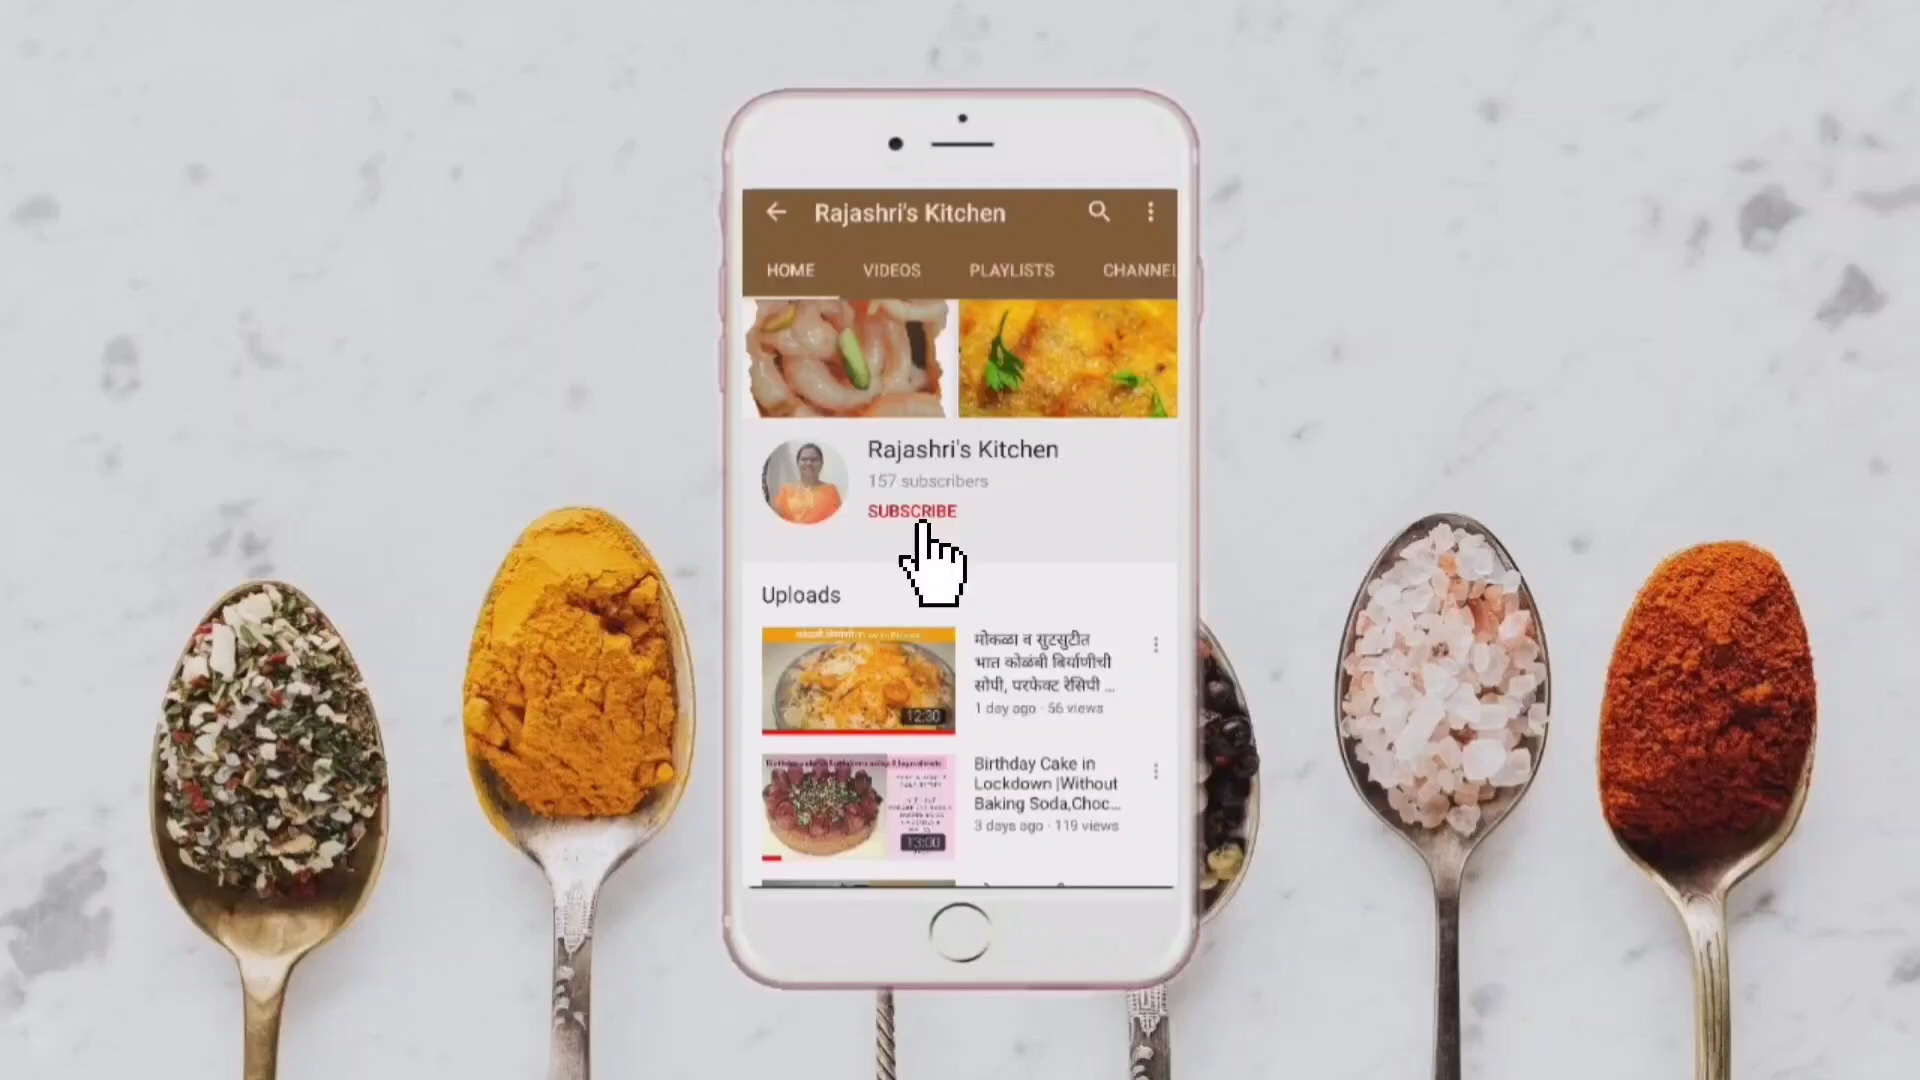 Rajashri's Kitchen
HOME VIDEOS PLAYLISTS CHANNEL
Rajashri's Kitchen
157 subscribers
SUBSCRIBE
Uploads
मोकळा व सुटसुटीत
भात कोळंबी बिर्याणीची
सोपी, परफेक्ट रेसिपी ...
1 day ago · 56 views
12:30
Birthday Cake in
Lockdown |Without
Baking Soda,Choc...
3 days ago · 119 views
13:00